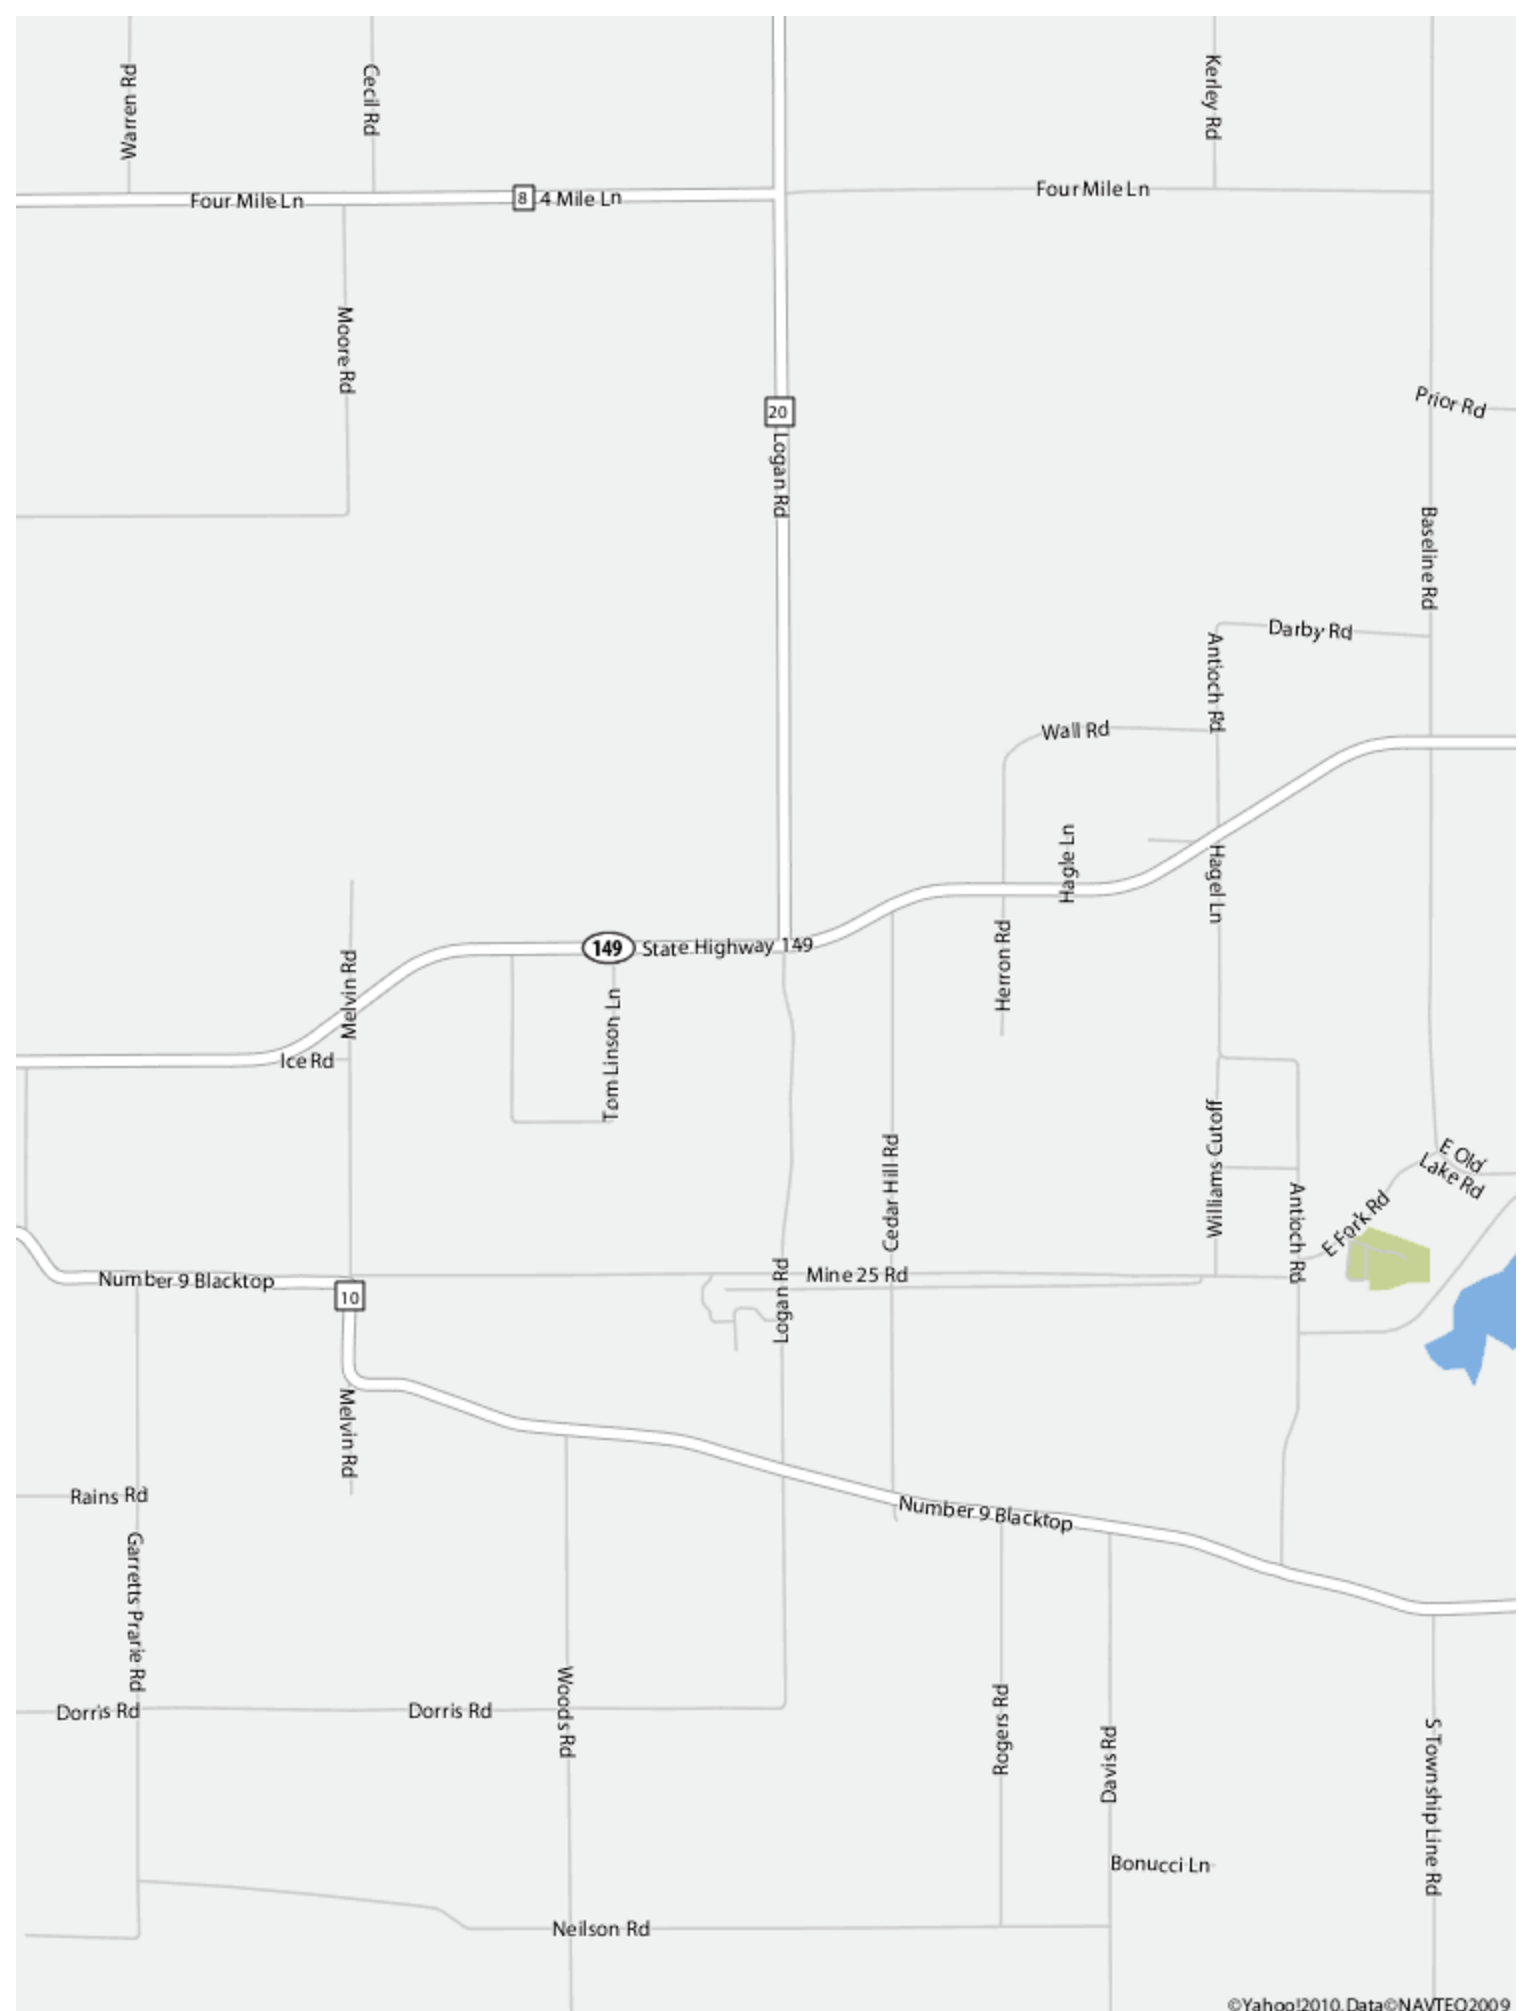 Warren Rd
Cecil Rd
Kerley Rd
Four Mile Ln
8
4 Mile Ln
Four Mile Ln
Moore Rd
20
Logan Rd
Prior Rd
Baseline Rd
Darby Rd
Antioch Rd
Wall Rd
Hagle Ln
Hagel Ln
Melvin Rd
149
State Highway 149
Herron Rd
Tom Linson Ln
Ice Rd
Cedar Hill Rd
Williams Cutoff
Antioch Rd
E Old
Lake Rd
E Fork Rd
Number 9 Blacktop
10
Logan Rd
Mine 25 Rd
Melvin Rd
Rains Rd
Number 9 Blacktop
Garretts Prarie Rd
Dorris Rd
Dorris Rd
Woods Rd
Rogers Rd
Davis Rd
S Township Line Rd
Bonucci Ln
Neilson Rd
©Yahoo!2010,Data©NAVTEQ2009